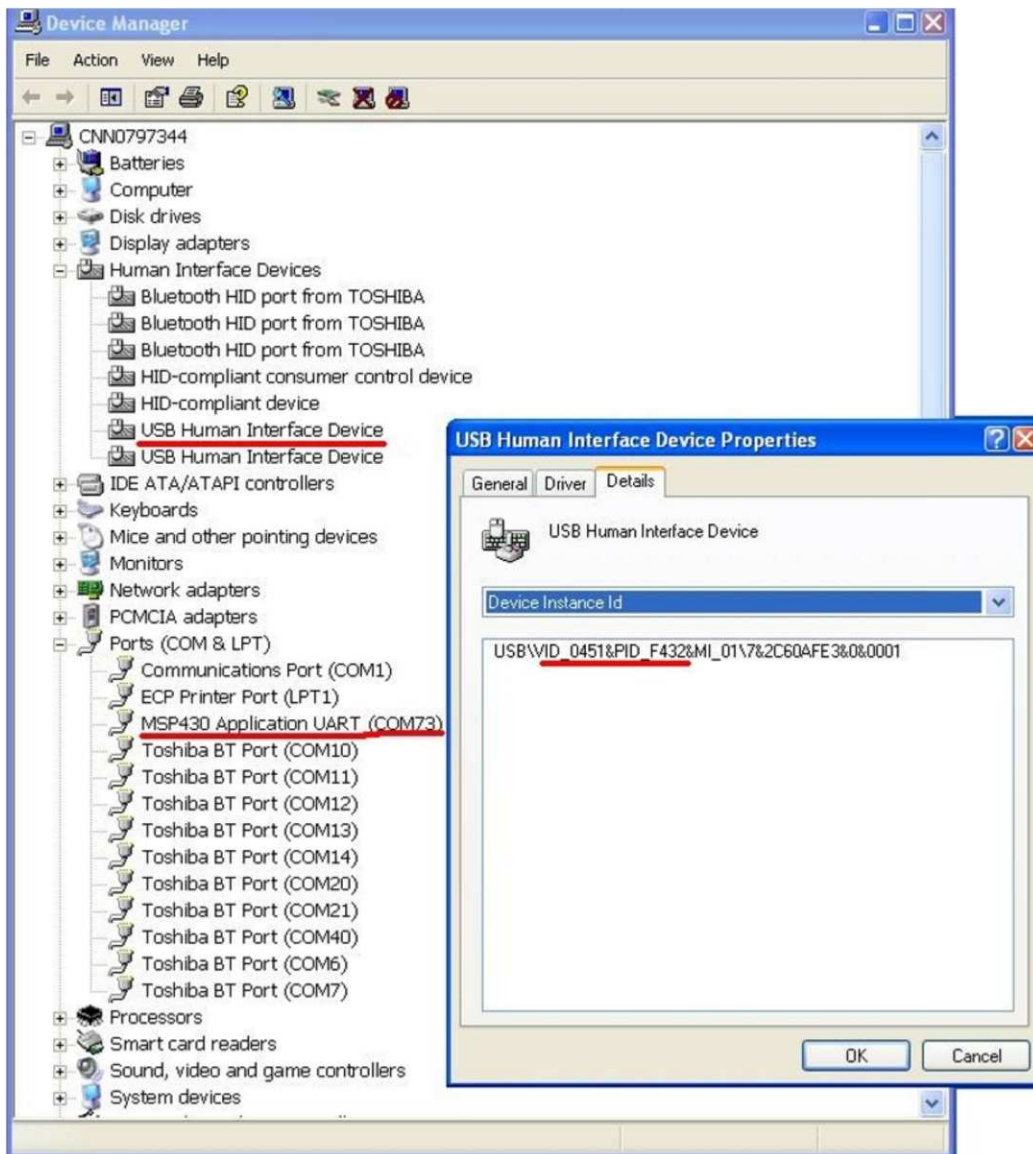 Device Manager
File Action View Help
CNN0797344
Batteries
Computer
Disk drives
Display adapters
Human Interface Devices
Bluetooth HID port from TOSHIBA
Bluetooth HID port from TOSHIBA
Bluetooth HID port from TOSHIBA
HID-compliant consumer control device
HID-compliant device
USB Human Interface Device
USB Human Interface Device
IDE ATA/ATAPI controllers
Keyboards
Mice and other pointing devices
Monitors
Network adapters
PCMCIA adapters
Ports (COM & LPT)
Communications Port (COM1)
ECP Printer Port (LPT1)
MSP430 Application UART (COM73)
Toshiba BT Port (COM10)
Toshiba BT Port (COM11)
Toshiba BT Port (COM12)
Toshiba BT Port (COM13)
Toshiba BT Port (COM14)
Toshiba BT Port (COM20)
Toshiba BT Port (COM21)
Toshiba BT Port (COM40)
Toshiba BT Port (COM6)
Toshiba BT Port (COM7)
Processors
Smart card readers
Sound, video and game controllers
System devices
USB Human Interface Device Properties
General Driver Details
USB Human Interface Device
Device Instance Id
USB\VID_0451&PID_F432&MI_01\7&2C60AFE3&0&0001
OK Cancel